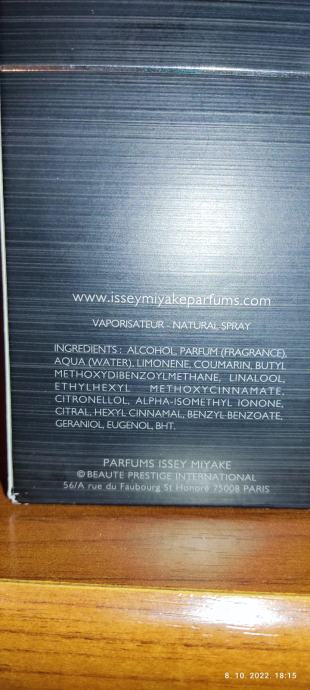 www.isseymiyakeparfums.com
VAPORISATEUR - NATURAL SPRAY
INGREDIENTS : ALCOHOL, PARFUM (FRAGRANCE),
AQUA (WATER), LIMONENE, COUMARIN, BUTYL
METHOXYDIBENZOYLMETHANE, LINALOOL,
ETHYLHEXYL METHOXYCINNAMATE,
CITRONELLOL, ALPHA-ISOMETHYL IONONE,
CITRAL, HEXYL CINNAMAL, BENZYL BENZOATE,
GERANIOL, EUGENOL, BHT.
PARFUMS ISSEY MIYAKE
© BEAUTE PRESTIGE INTERNATIONAL
56/A rue du Faubourg St Honoré 75008 PARIS
8. 10. 2022. 18:15